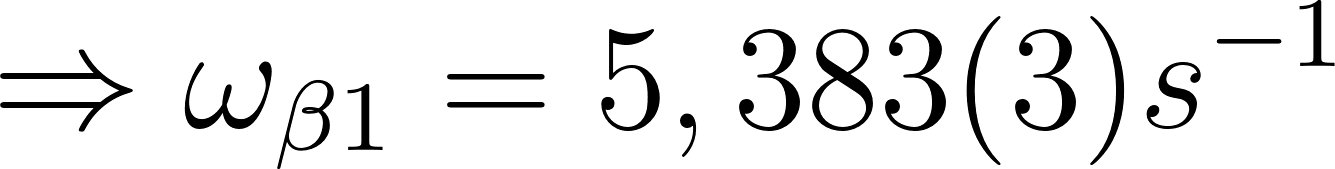 ⟹ ω_{β1} = 5,383(3) s^{−1}